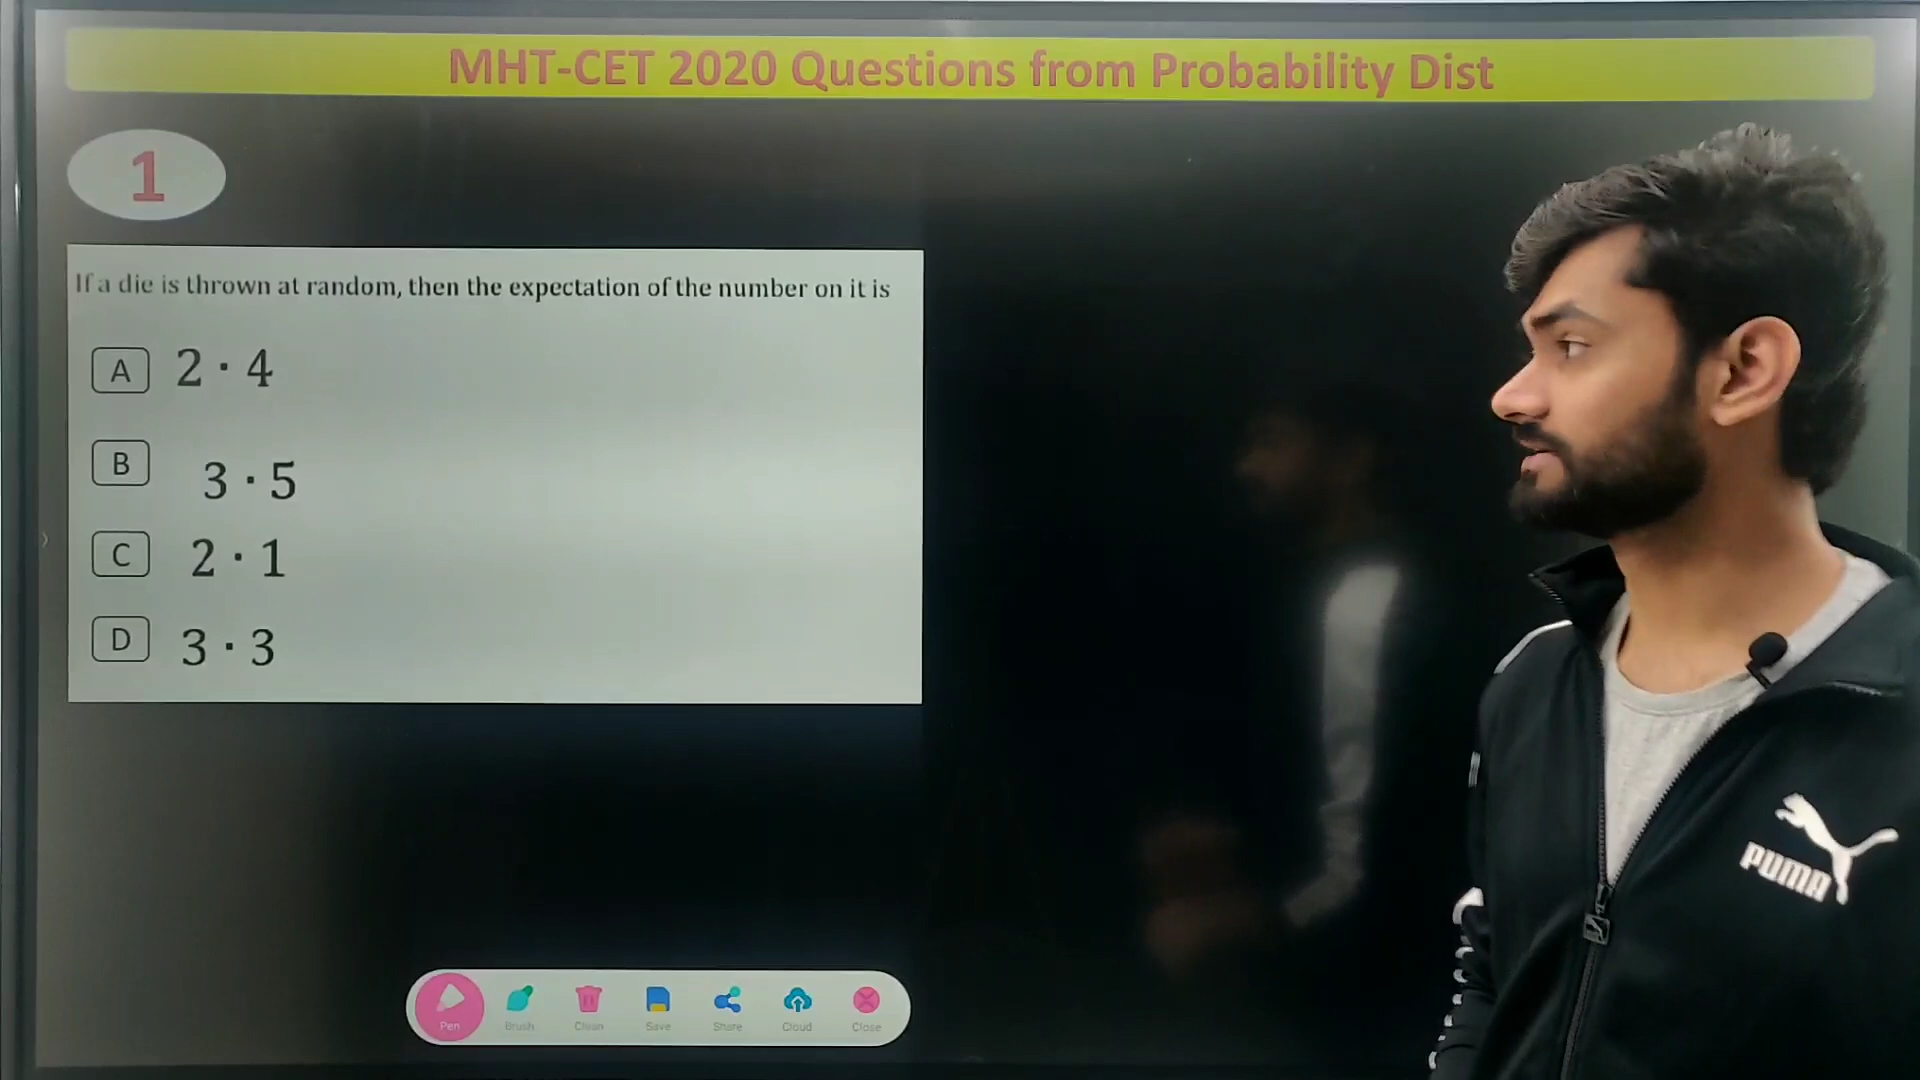 MHT-CET 2020 Questions from Probability Dist
1
If a die is thrown at random, then the expectation of the number on it is
A 2 · 4
B 3 · 5
C 2 · 1
D 3 · 3
PUMA
Pen Brush Clean Save Share Cloud Close